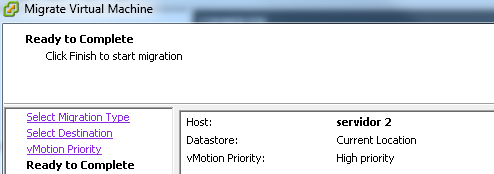 Migrate Virtual Machine
Ready to Complete
Click Finish to start migration
Select Migration Type
Select Destination
vMotion Priority
Ready to Complete
Host: servidor 2
Datastore: Current Location
vMotion Priority: High priority